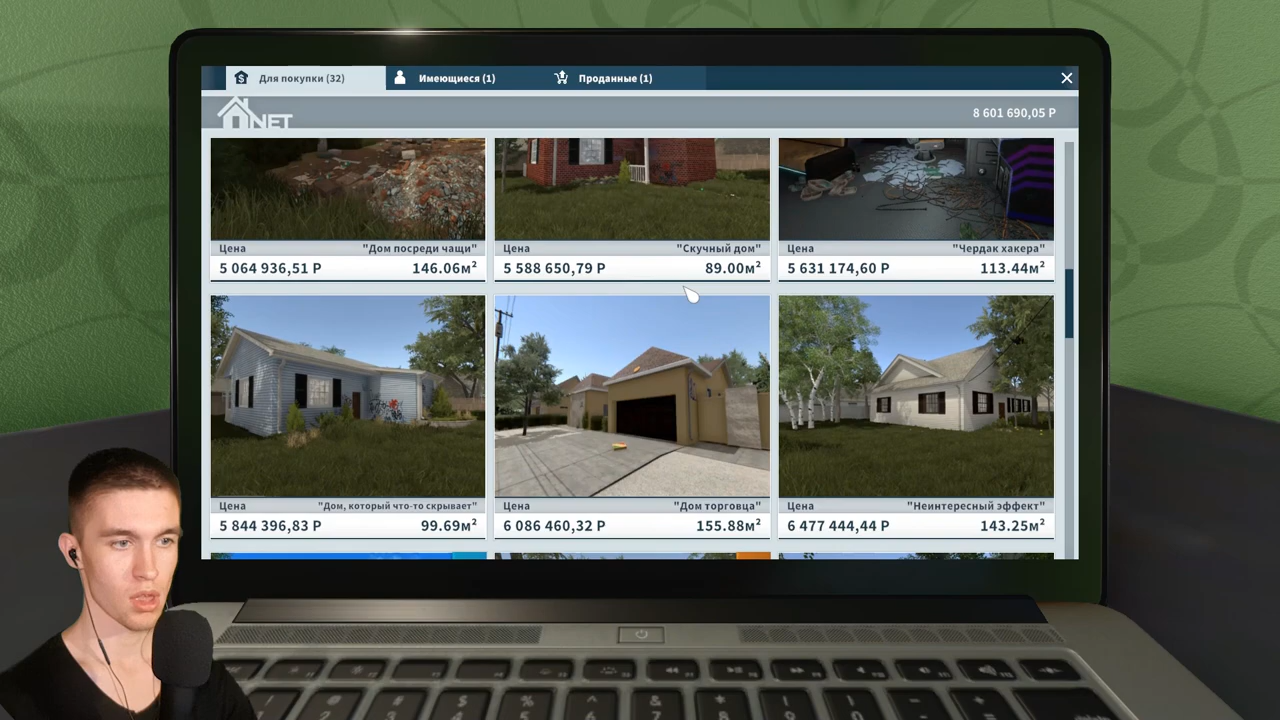 Для покупки (32)
Имеющиеся (1)
Проданные (1)
NET
8 601 690,05 Р
Цена "Дом посреди чащи"
5 064 936,51 Р 146.06м²
Цена "Скучный дом"
5 588 650,79 Р 89.00м²
Цена "Чердак хакера"
5 631 174,60 Р 113.44м²
Цена "Дом, который что-то скрывает"
5 844 396,83 Р 99.69м²
Цена "Дом торговца"
6 086 460,32 Р 155.88м²
Цена "Неинтересный эффект"
6 477 444,44 Р 143.25м²